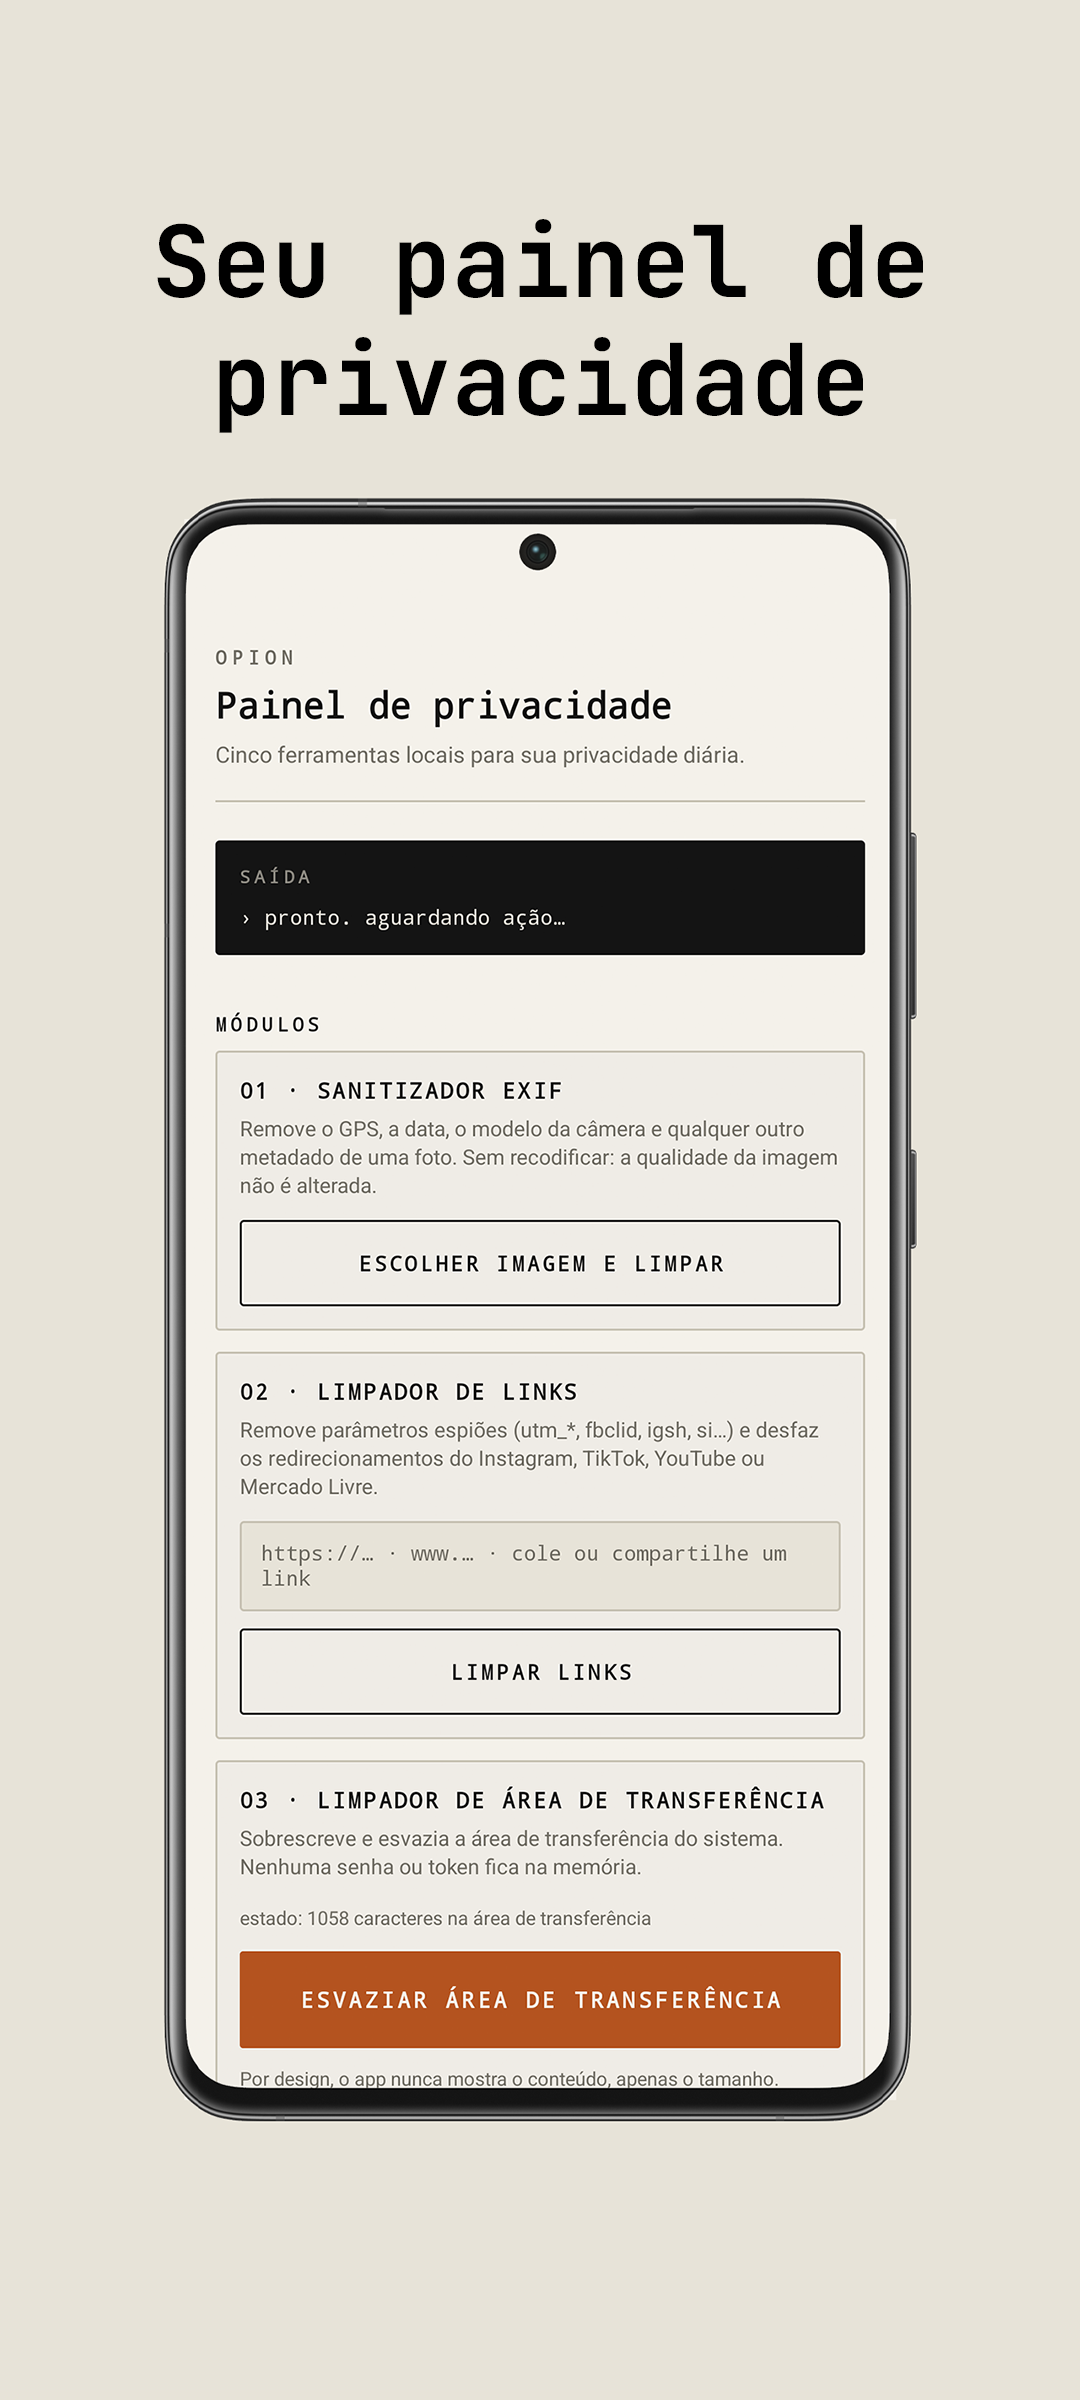 Seu painel de
privacidade
OPION
Painel de privacidade
Cinco ferramentas locais para sua privacidade diária.
SAÍDA
› pronto. aguardando ação…
MÓDULOS
01 · SANITIZADOR EXIF
Remove o GPS, a data, o modelo da câmera e qualquer outro
metadado de uma foto. Sem recodificar: a qualidade da imagem
não é alterada.
ESCOLHER IMAGEM E LIMPAR
02 · LIMPADOR DE LINKS
Remove parâmetros espiões (utm_*, fbclid, igsh, si…) e desfaz
os redirecionamentos do Instagram, TikTok, YouTube ou
Mercado Livre.
https://… · www.… · cole ou compartilhe um
link
LIMPAR LINKS
03 · LIMPADOR DE ÁREA DE TRANSFERÊNCIA
Sobrescreve e esvazia a área de transferência do sistema.
Nenhuma senha ou token fica na memória.
estado: 1058 caracteres na área de transferência
ESVAZIAR ÁREA DE TRANSFERÊNCIA
Por design, o app nunca mostra o conteúdo, apenas o tamanho.